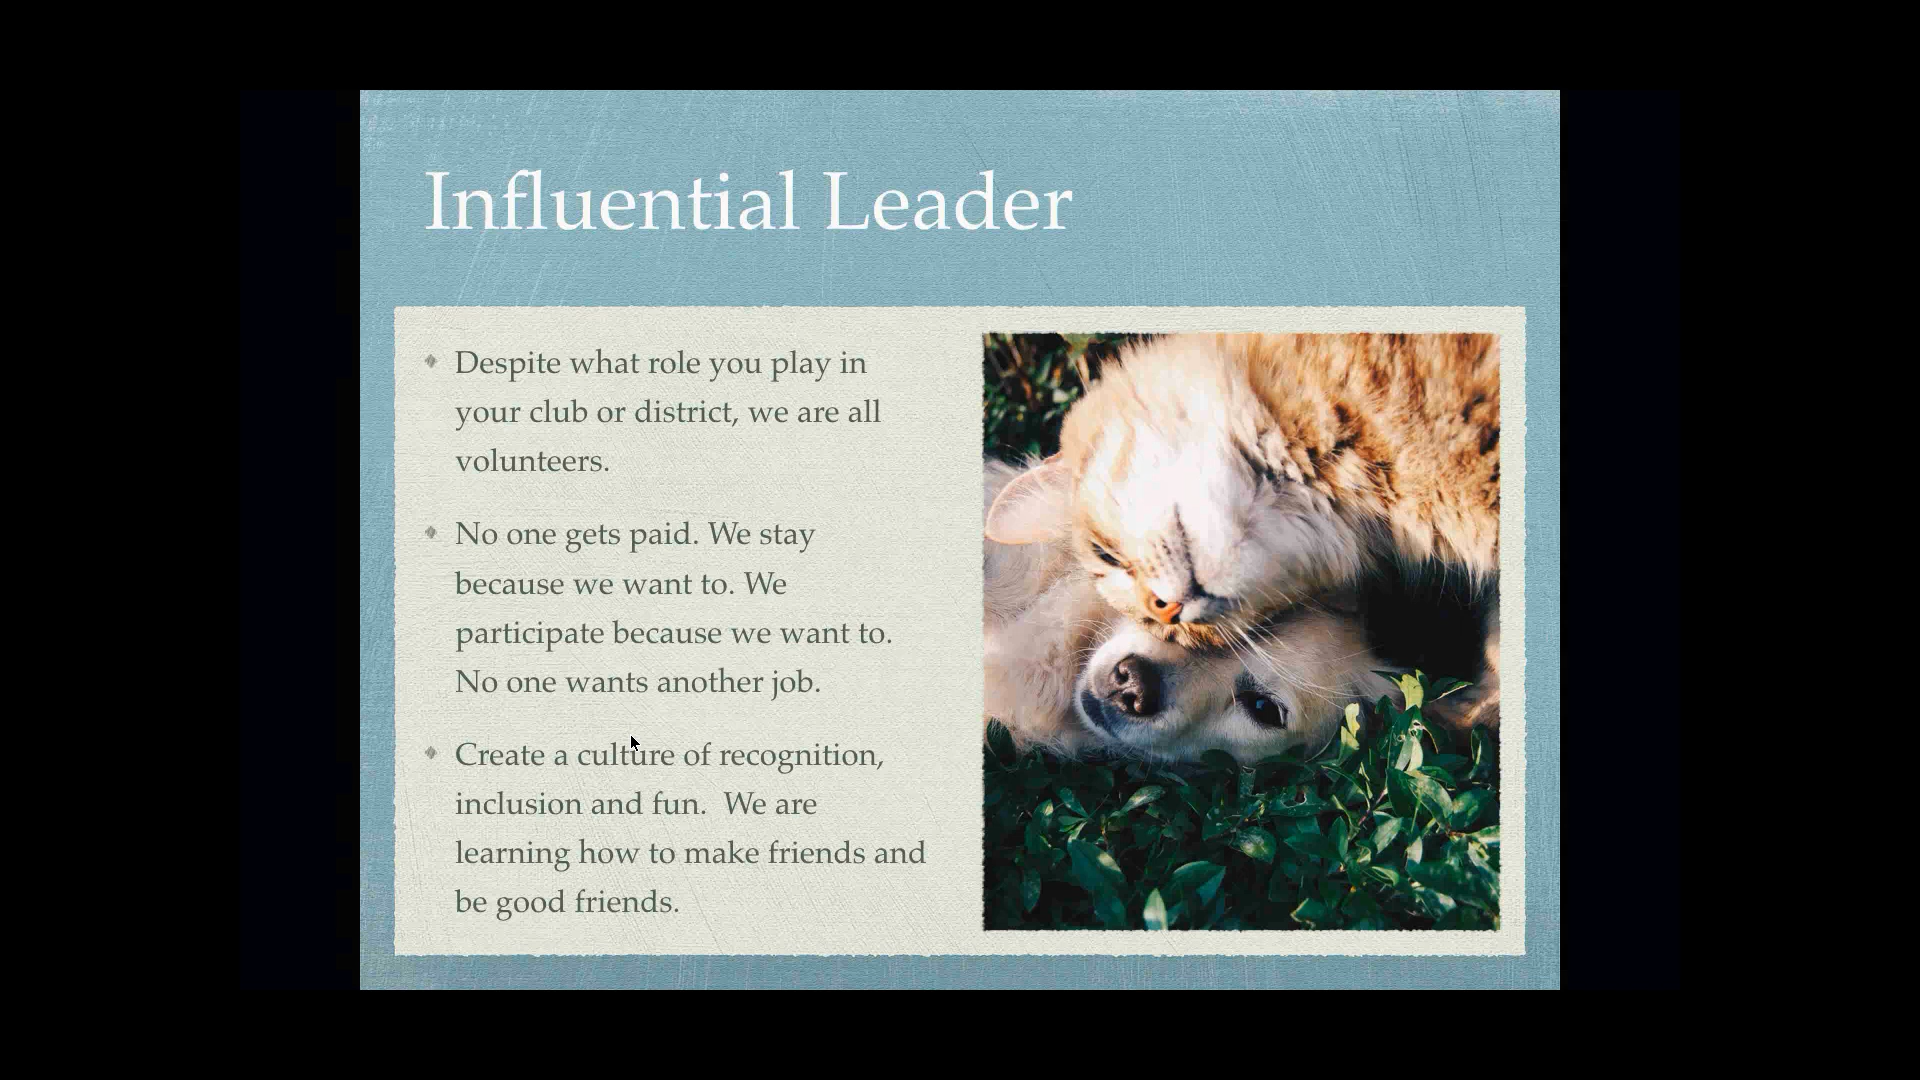 Influential Leader
Despite what role you play in
your club or district, we are all
volunteers.
No one gets paid. We stay
because we want to. We
participate because we want to.
No one wants another job.
Create a culture of recognition,
inclusion and fun.  We are
learning how to make friends and
be good friends.